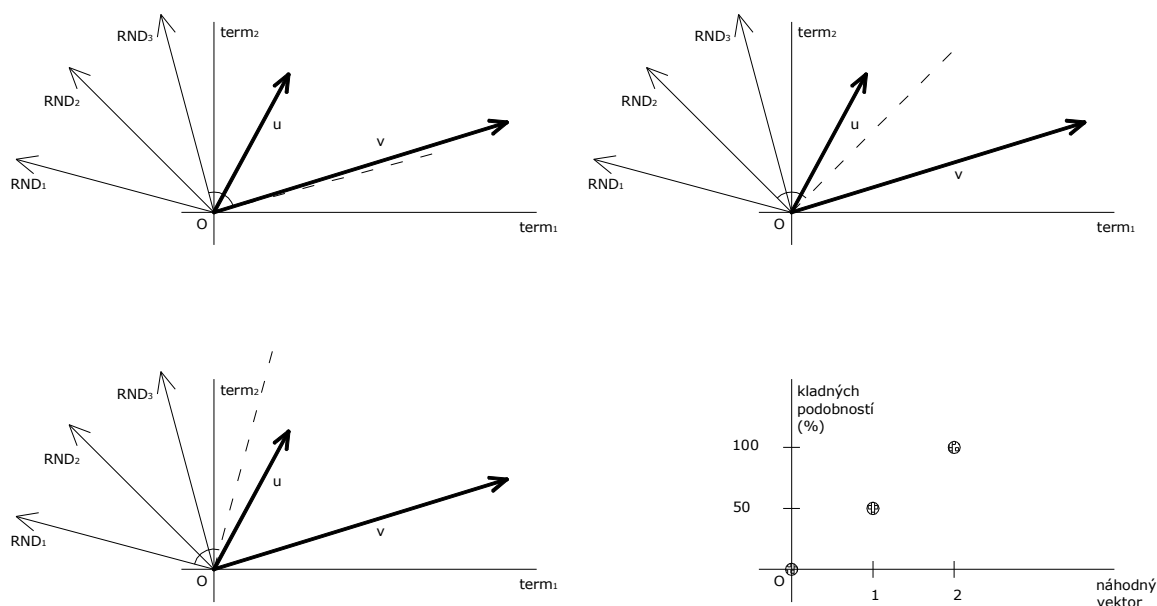 RND₃
term₂
RND₂
u
v
RND₁
O
term₁
RND₃
term₂
RND₂
u
RND₁
v
O
term₁
RND₃
term₂
RND₂
u
RND₁
v
O
term₁
kladných
podobností
(%)
100
50
O
1
2
náhodný
vektor